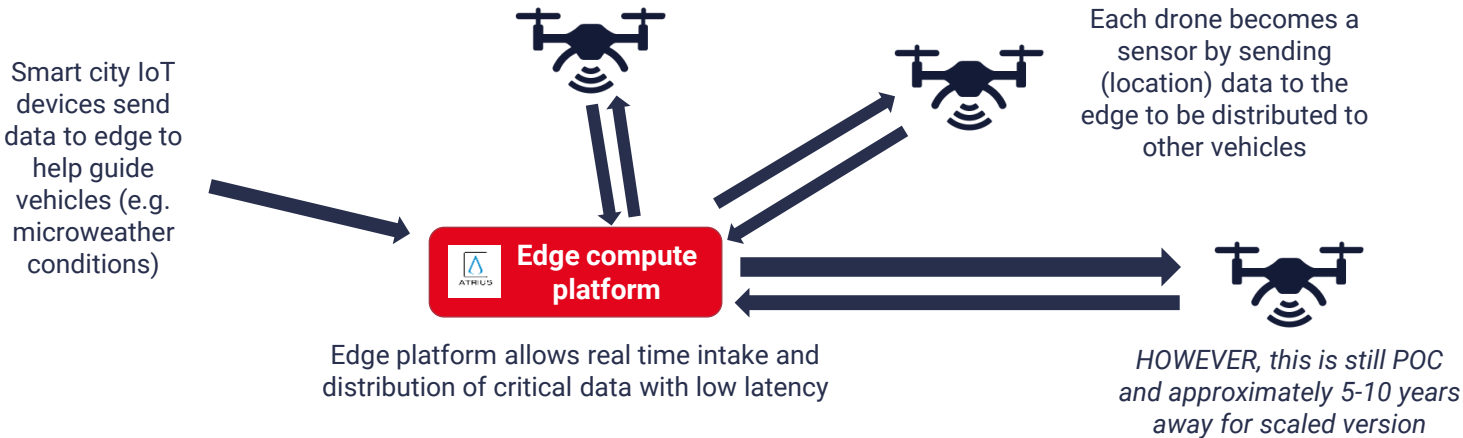 Smart city IoT
devices send
data to edge to
help guide
vehicles (e.g.
microweather
conditions)
Each drone becomes a
sensor by sending
(location) data to the
edge to be distributed to
other vehicles
ATRIUS
Edge compute
platform
Edge platform allows real time intake and
distribution of critical data with low latency
HOWEVER, this is still POC
and approximately 5-10 years
away for scaled version